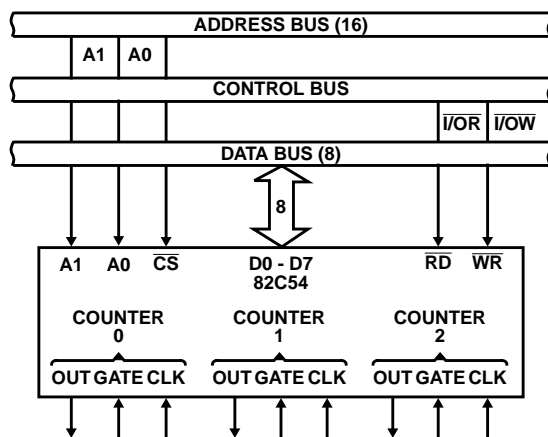 ADDRESS BUS (16)
A1 A0
CONTROL BUS
I/OR I/OW
DATA BUS (8)
8
A1 A0 CS D0 - D7 RD WR
82C54
COUNTER COUNTER COUNTER
0 1 2
OUT GATE CLK OUT GATE CLK OUT GATE CLK